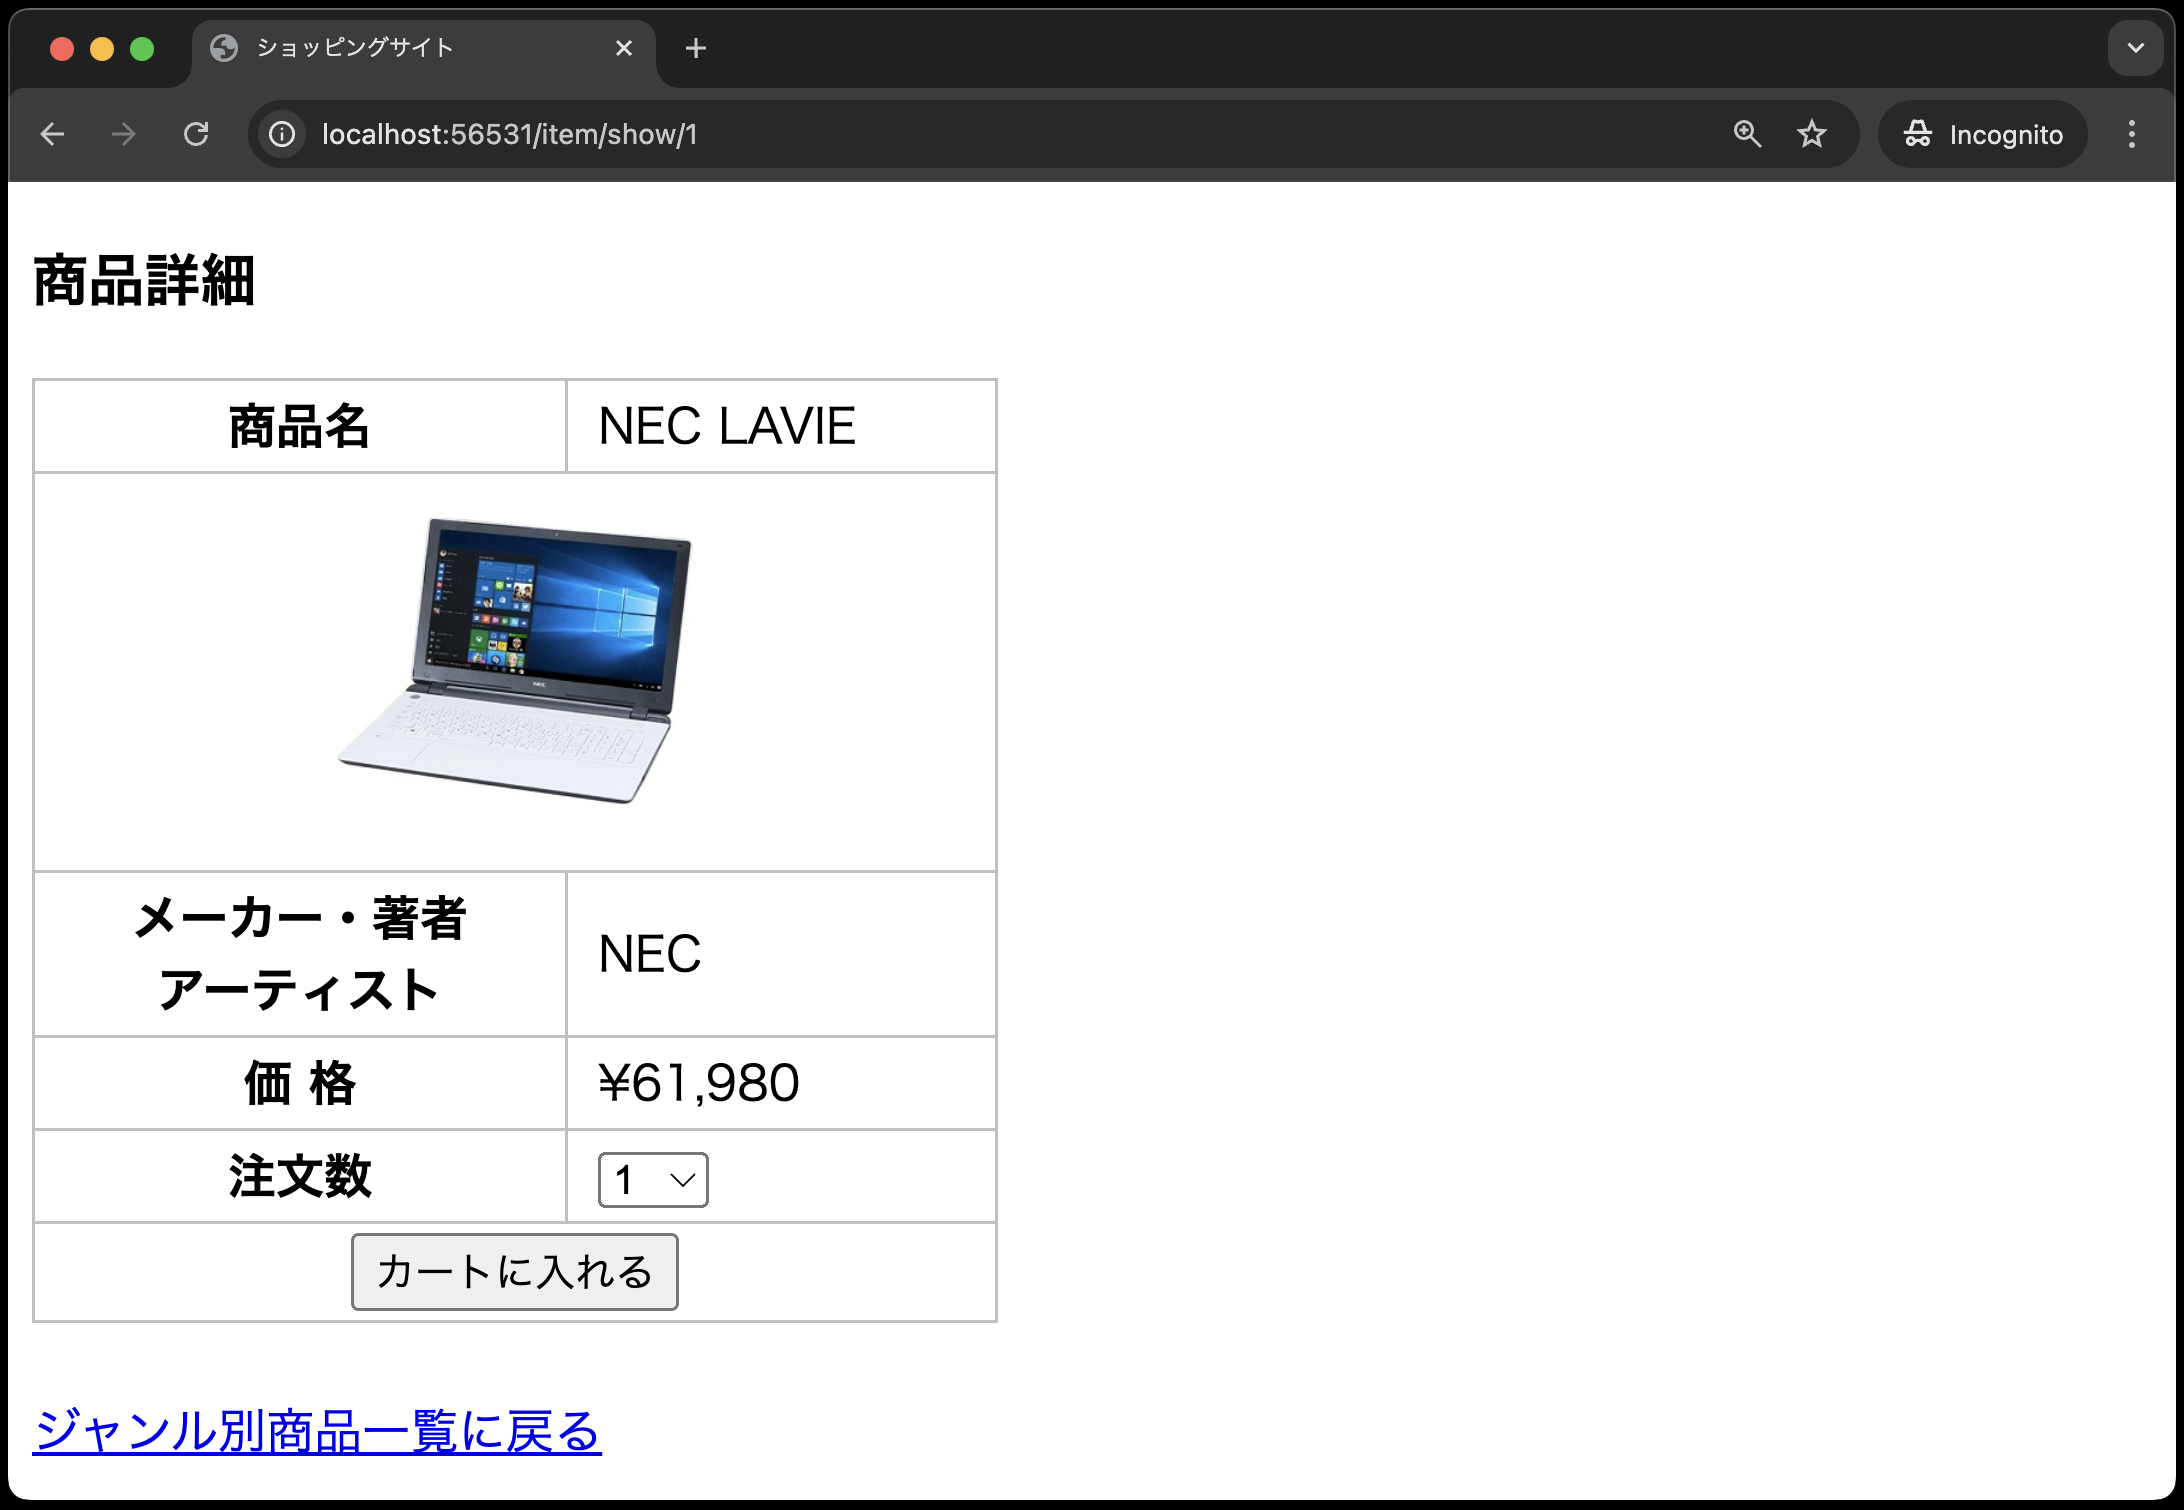 ショッピングサイト
localhost:56531/item/show/1
Incognito
商品詳細
商品名
NEC LAVIE
NEC
メーカー・著者
アーティスト
NEC
価 格
¥61,980
注文数
1
カートに入れる
ジャンル別商品一覧に戻る